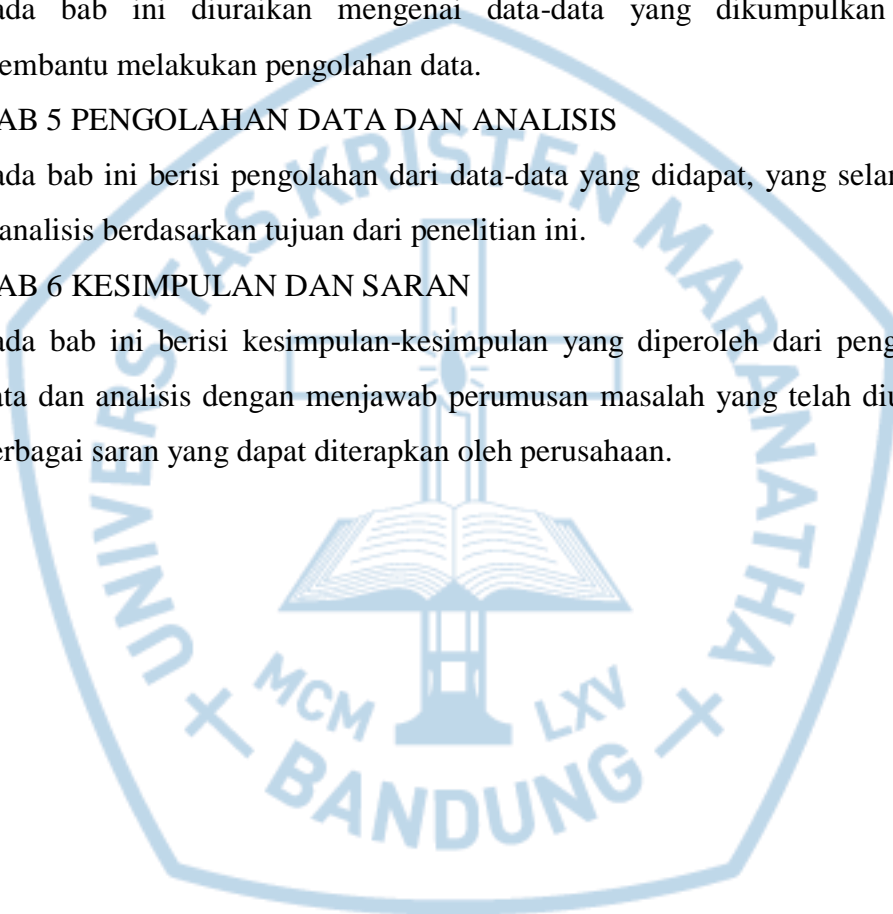 ada bab ini diuraikan mengenai data-data yang dikumpulkan
embantu melakukan pengolahan data.
AB 5 PENGOLAHAN DATA DAN ANALISIS
ada bab ini berisi pengolahan dari data-data yang didapat, yang selan
analisis berdasarkan tujuan dari penelitian ini.
AB 6 KESIMPULAN DAN SARAN
ada bab ini berisi kesimpulan-kesimpulan yang diperoleh dari peng
ata dan analisis dengan menjawab perumusan masalah yang telah diu
erbagai saran yang dapat diterapkan oleh perusahaan.
UNIVERSITAS KRISTEN MARANATHA
MCM LXV
BANDUNG